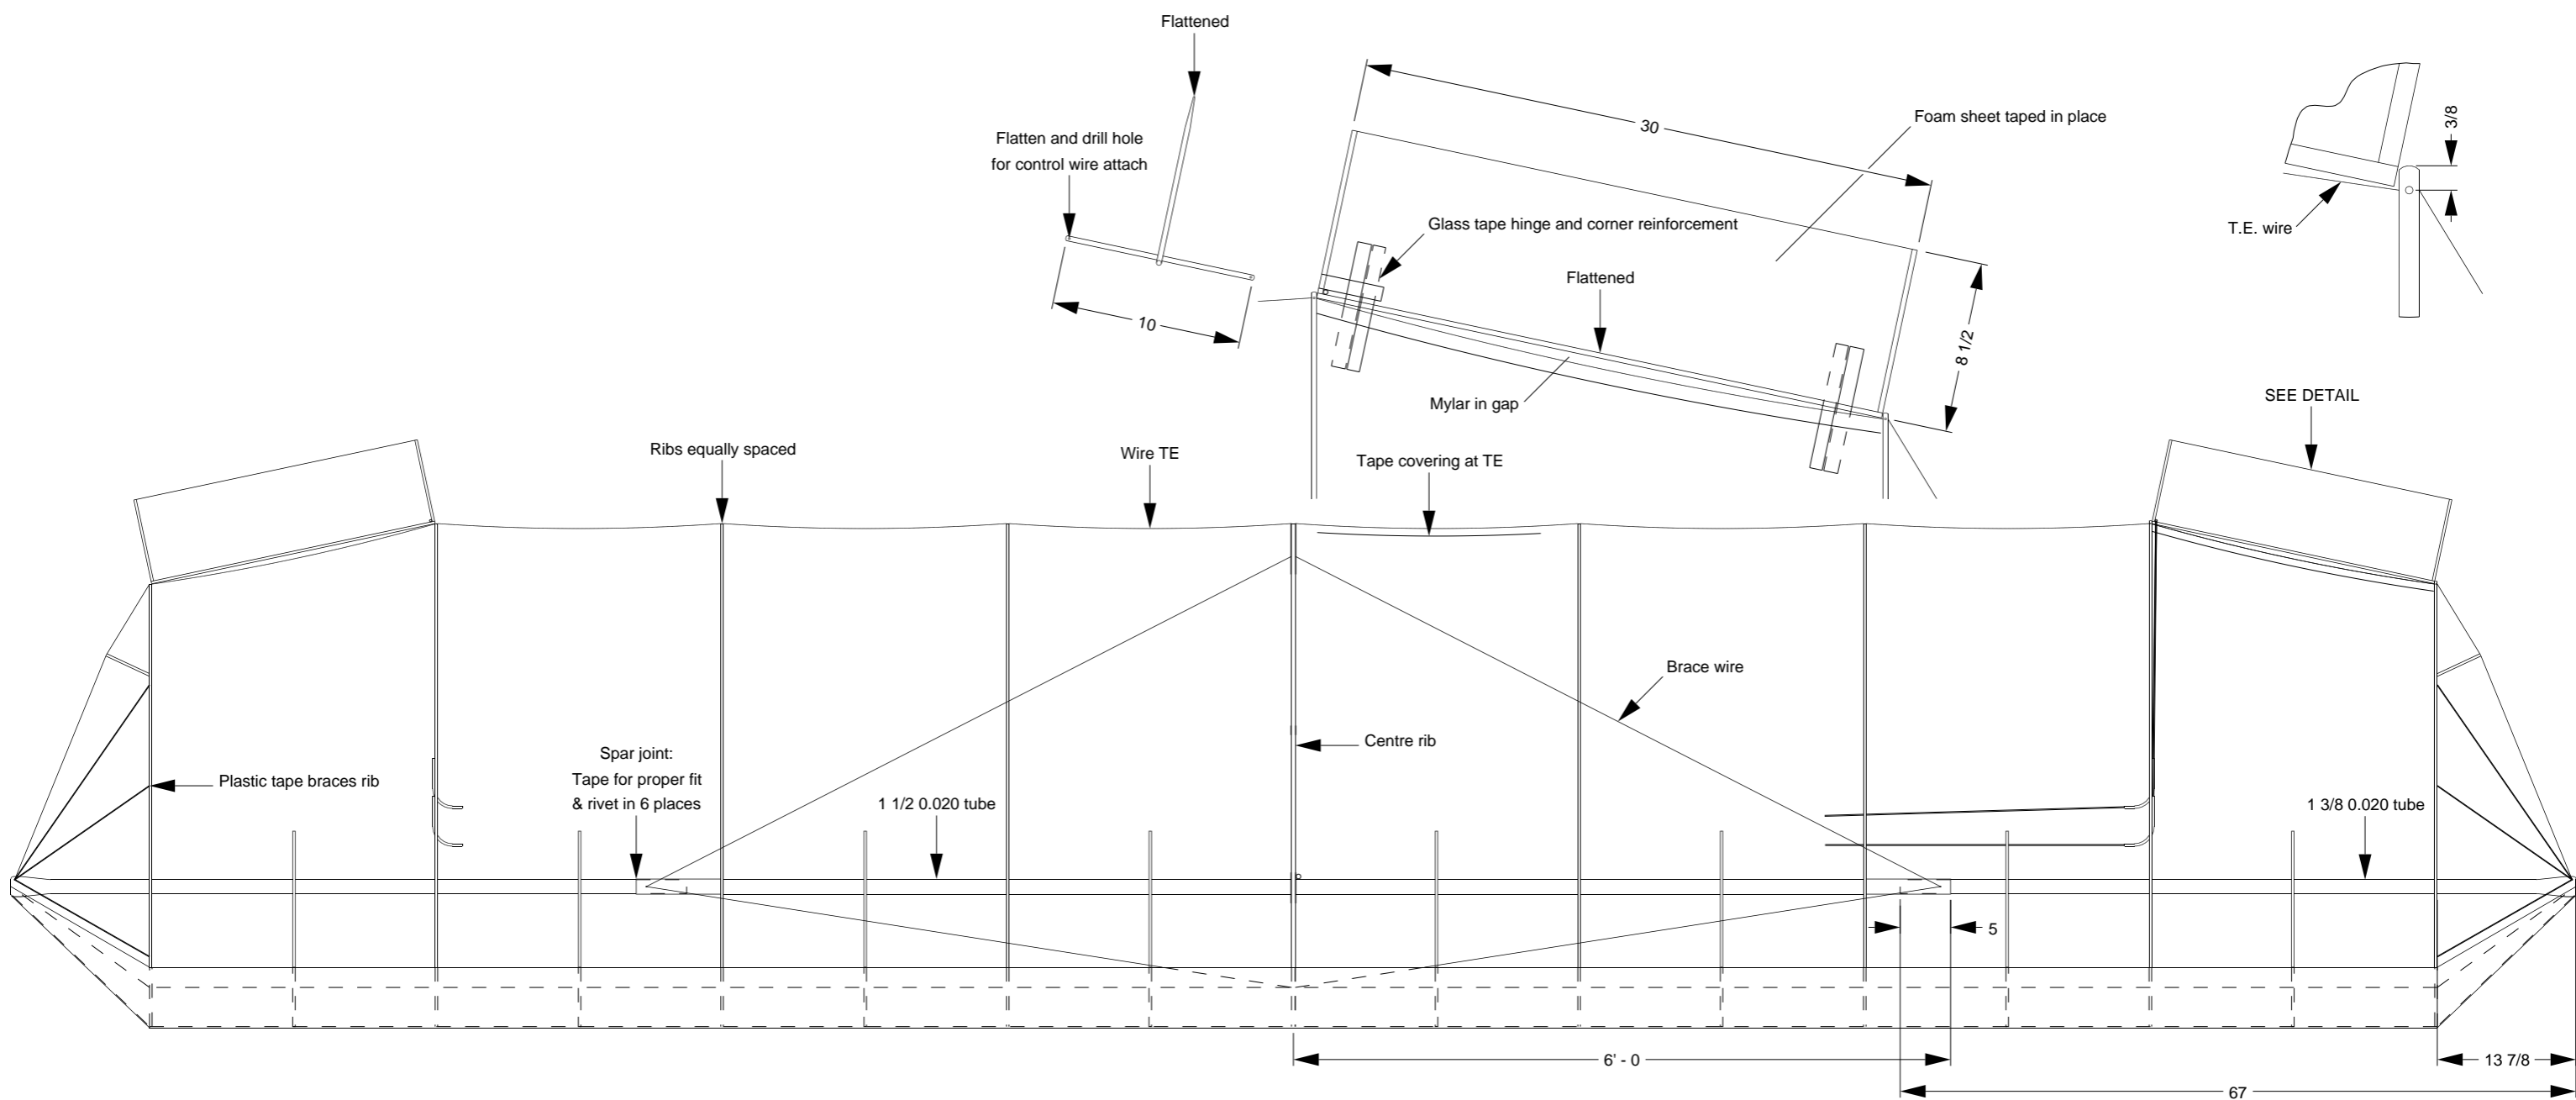 Flattened
Flatten and drill hole
for control wire attach
10
30
Foam sheet taped in place
3/8
T.E. wire
Glass tape hinge and corner reinforcement
Flattened
8 1/2
Mylar in gap
SEE DETAIL
Ribs equally spaced
Wire TE
Tape covering at TE
Brace wire
Centre rib
Spar joint:
Tape for proper fit
& rivet in 6 places
Plastic tape braces rib
1 1/2 0.020 tube
1 3/8 0.020 tube
5
6' - 0
13 7/8
67